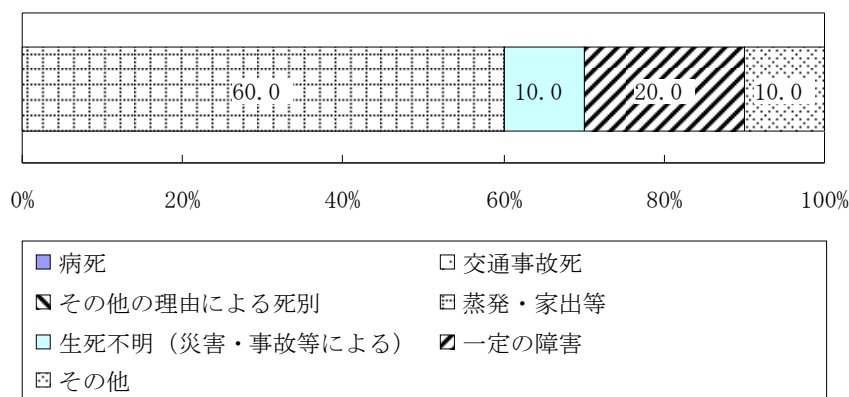 60.0 10.0 20.0 10.0
0% 20% 40% 60% 80% 100%
病死 交通事故死
その他の理由による死別 蒸発・家出等
生死不明（災害・事故等による） 一定の障害
その他